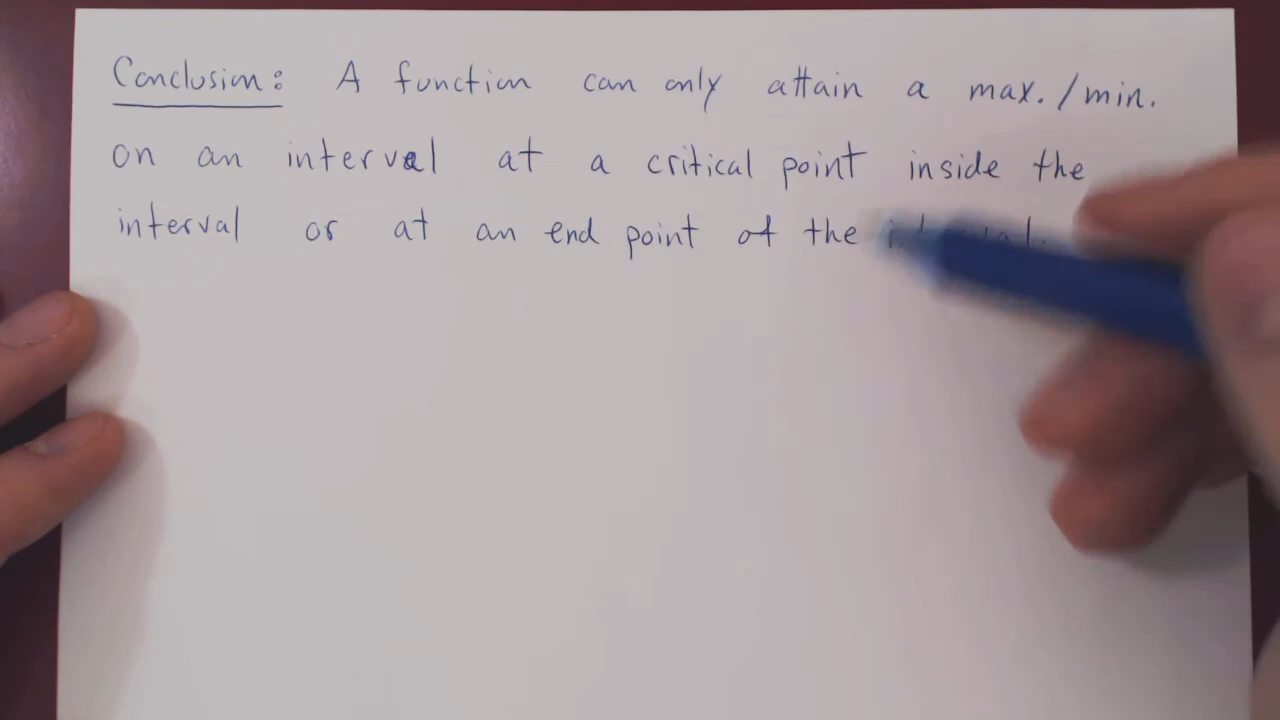 Conclusion: A function can only attain a max./min.
on an interval at a critical point inside the
interval or at an end point of the